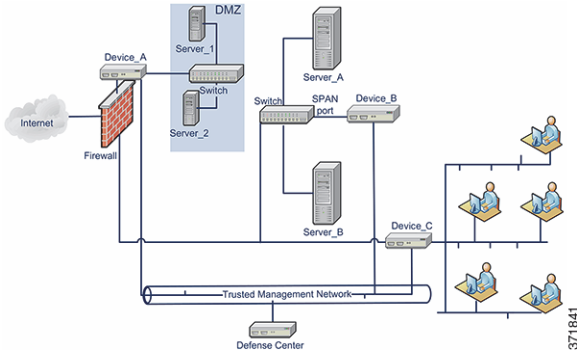 DMZ
Device_A
Server_1
Switch
Server_2
Internet
Firewall
Server_A
Switch
SPAN
port
Device_B
Server_B
Device_C
Trusted Management Network
Defense Center
371841